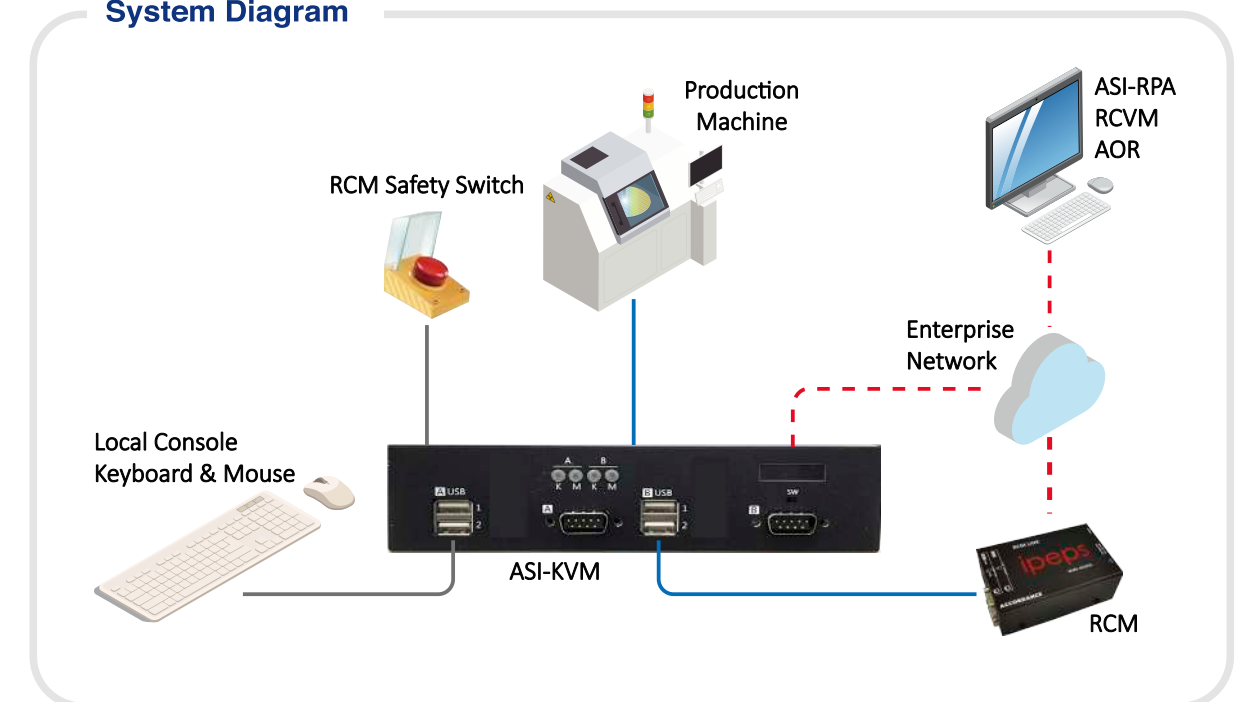 System Diagram
Production
Machine
ASI-RPA
RCVM
AOR
RCM Safety Switch
Enterprise
Network
Local Console
Keyboard & Mouse
A B
K M K M
A USB
1
2
A
B USB
1
2
SW
B
ASI-KVM
ipeps
ACCORDANCE
RCM